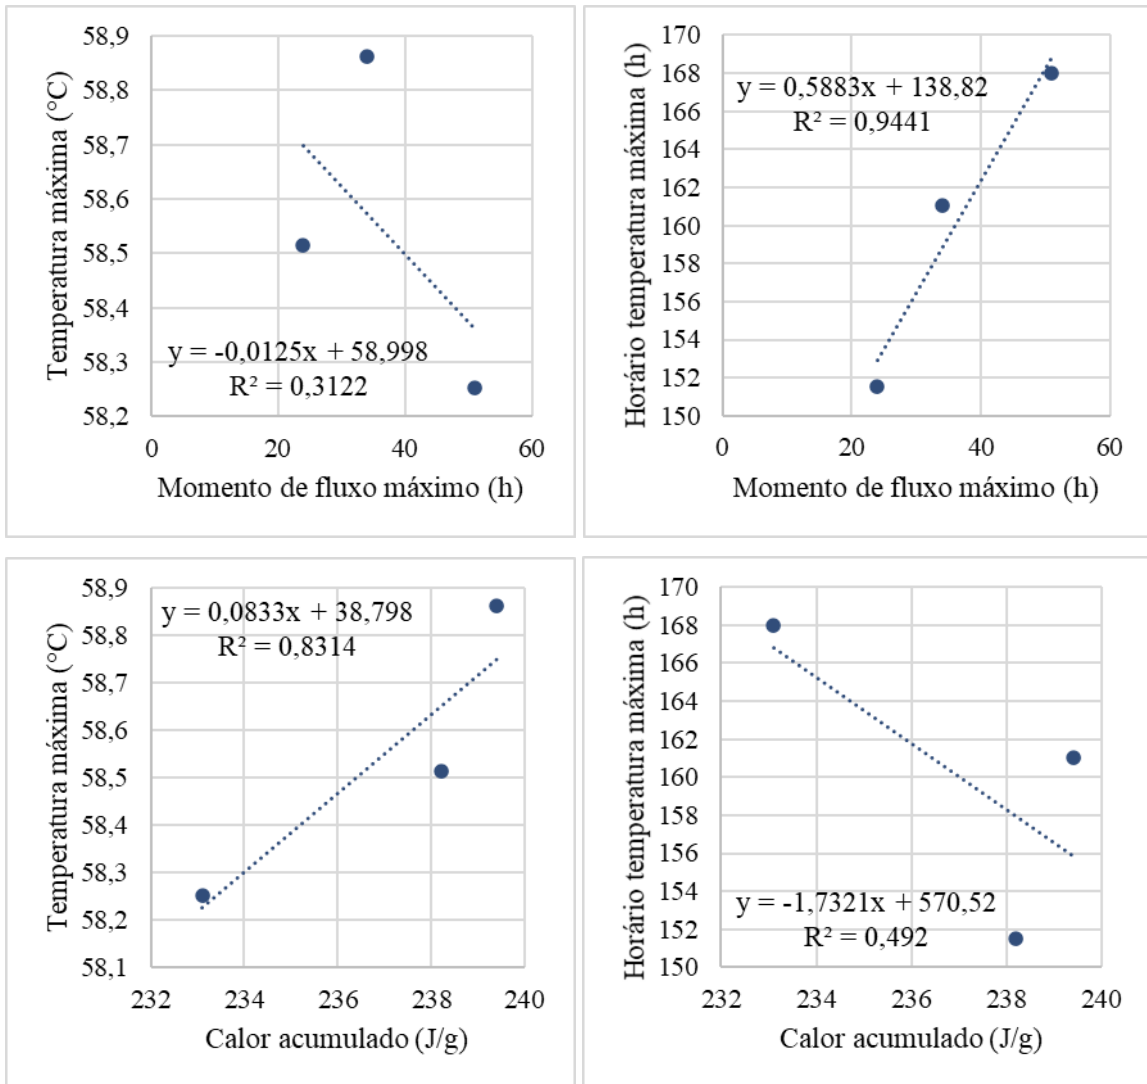 Temperatura máxima (°C)
58,9
58,8
58,7
58,6
58,5
58,4
58,3
58,2
y = -0,0125x + 58,998
R² = 0,3122
0 20 40 60
Momento de fluxo máximo (h)
Horário temperatura máxima (h)
170
168
166
164
162
160
158
156
154
152
150
y = 0,5883x + 138,82
R² = 0,9441
0 20 40 60
Momento de fluxo máximo (h)
Temperatura máxima (°C)
58,9
58,8
58,7
58,6
58,5
58,4
58,3
58,2
58,1
y = 0,0833x + 38,798
R² = 0,8314
232 234 236 238 240
Calor acumulado (J/g)
Horário temperatura máxima (h)
170
168
166
164
162
160
158
156
154
152
150
y = -1,7321x + 570,52
R² = 0,492
232 234 236 238 240
Calor acumulado (J/g)